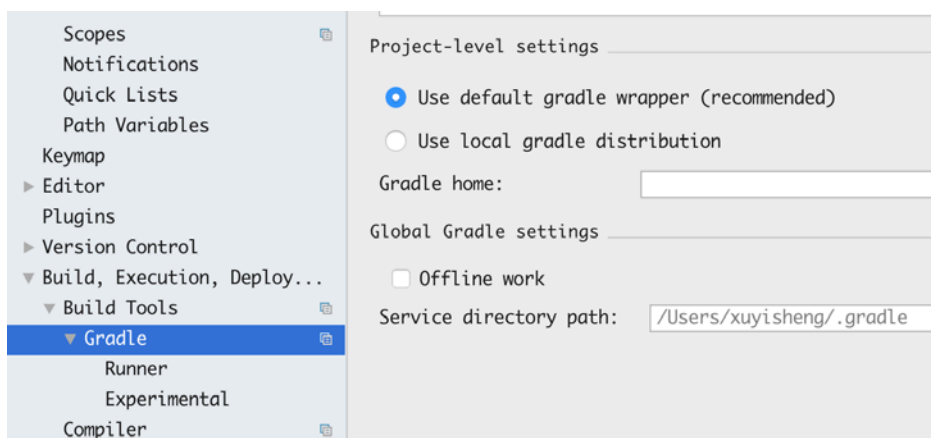 Scopes
Notifications
Quick Lists
Path Variables
Keymap
Editor
Plugins
Version Control
Build, Execution, Deploy...
Build Tools
Gradle
Runner
Experimental
Compiler
Project-level settings
Use default gradle wrapper (recommended)
Use local gradle distribution
Gradle home:
Global Gradle settings
Offline work
Service directory path: /Users/xuyisheng/.gradle